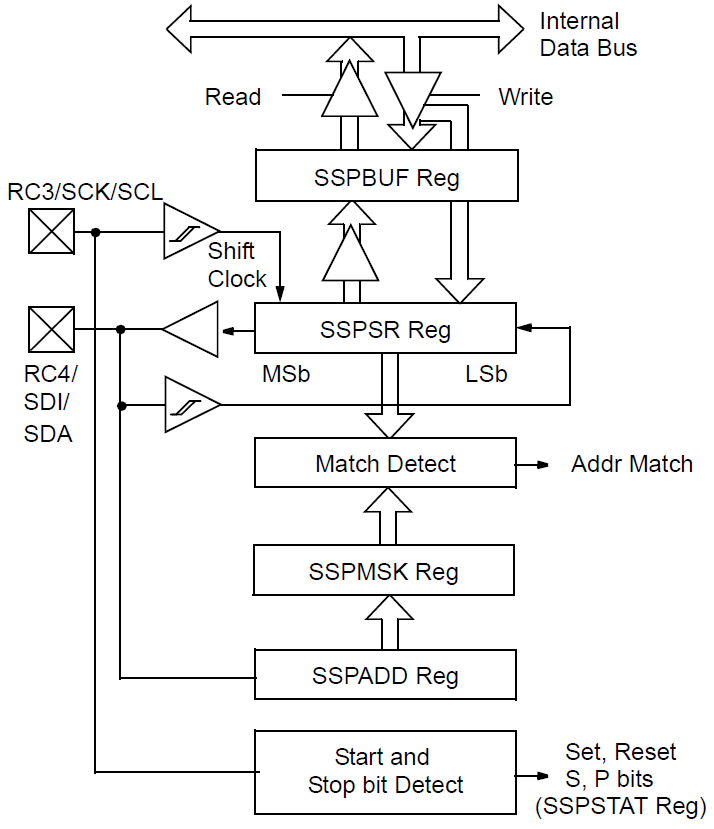 Internal
Data Bus
Read
Write
SSPBUF Reg
RC3/SCK/SCL
Shift
Clock
SSPSR Reg
MSb
LSb
RC4/
SDI/
SDA
Match Detect
Addr Match
SSPMSK Reg
SSPADD Reg
Start and
Stop bit Detect
Set, Reset
S, P bits
(SSPSTAT Reg)